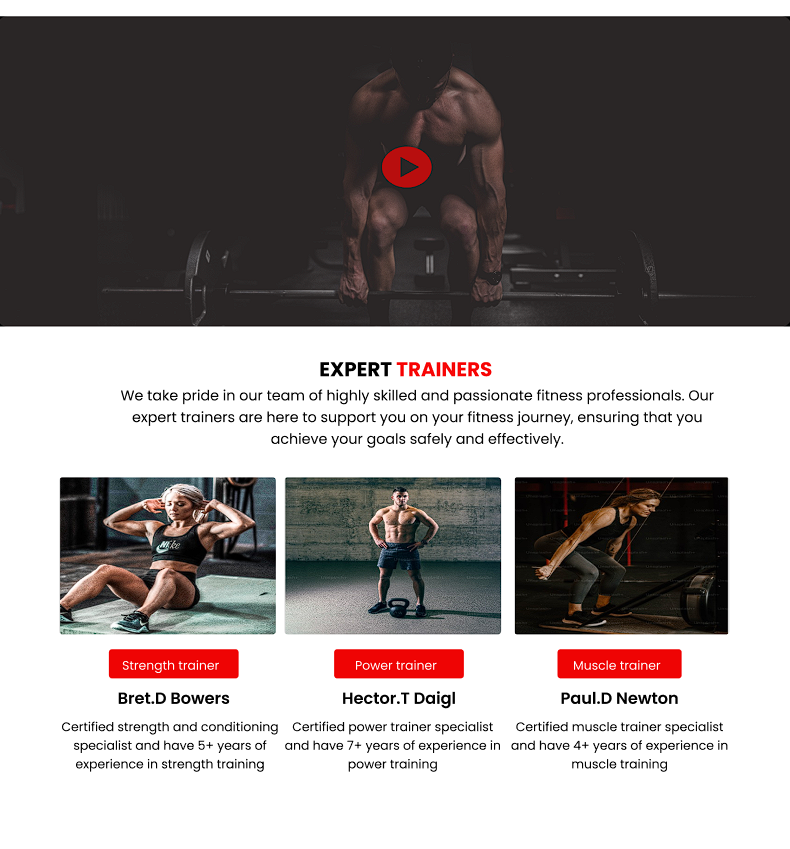 EXPERT TRAINERS
We take pride in our team of highly skilled and passionate fitness professionals. Our
expert trainers are here to support you on your fitness journey, ensuring that you
achieve your goals safely and effectively.
Strength trainer
Power trainer
Muscle trainer
Bret.D Bowers
Hector.T Daigl
Paul.D Newton
Certified strength and conditioning
specialist and have 5+ years of
experience in strength training
Certified power trainer specialist
and have 7+ years of experience in
power training
Certified muscle trainer specialist
and have 4+ years of experience in
muscle training